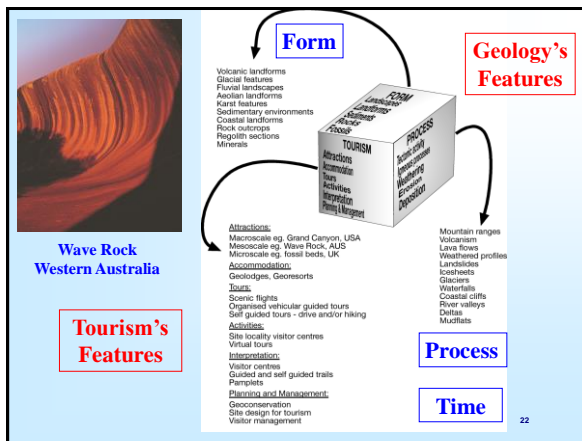 Form
Geology's
Features
Volcanic landforms
Glacial features
Fluvial landscapes
Aeolian landforms
Karst features
Sedimentary environments
Coastal landforms
Rock outcrops
Regolith sections
Minerals
FORM
Landscapes
Landforms
Sediments
Rocks
Fossils
TOURISM
Attractions
Accommodation
Tours
Activities
Interpretation
Planning & Management
PROCESS
Tectonic activity
Igneous processes
Weathering
Erosion
Deposition
Wave Rock
Western Australia
Tourism's
Features
Attractions:
Macroscale eg. Grand Canyon, USA
Mesoscale eg. Wave Rock, AUS
Microscale eg. fossil beds, UK
Accommodation:
Geolodges, Georesorts
Tours:
Scenic flights
Organised vehicular guided tours
Self guided tours - drive and/or hiking
Activities:
Site locality visitor centres
Virtual tours
Interpretation:
Visitor centres
Guided and self guided trails
Pamplets
Planning and Management:
Geoconservation
Site design for tourism
Visitor management
Mountain ranges
Volcanism
Lava flows
Weathered profiles
Landslides
Icesheets
Glaciers
Waterfalls
Coastal cliffs
River valleys
Deltas
Mudflats
Process
Time
22